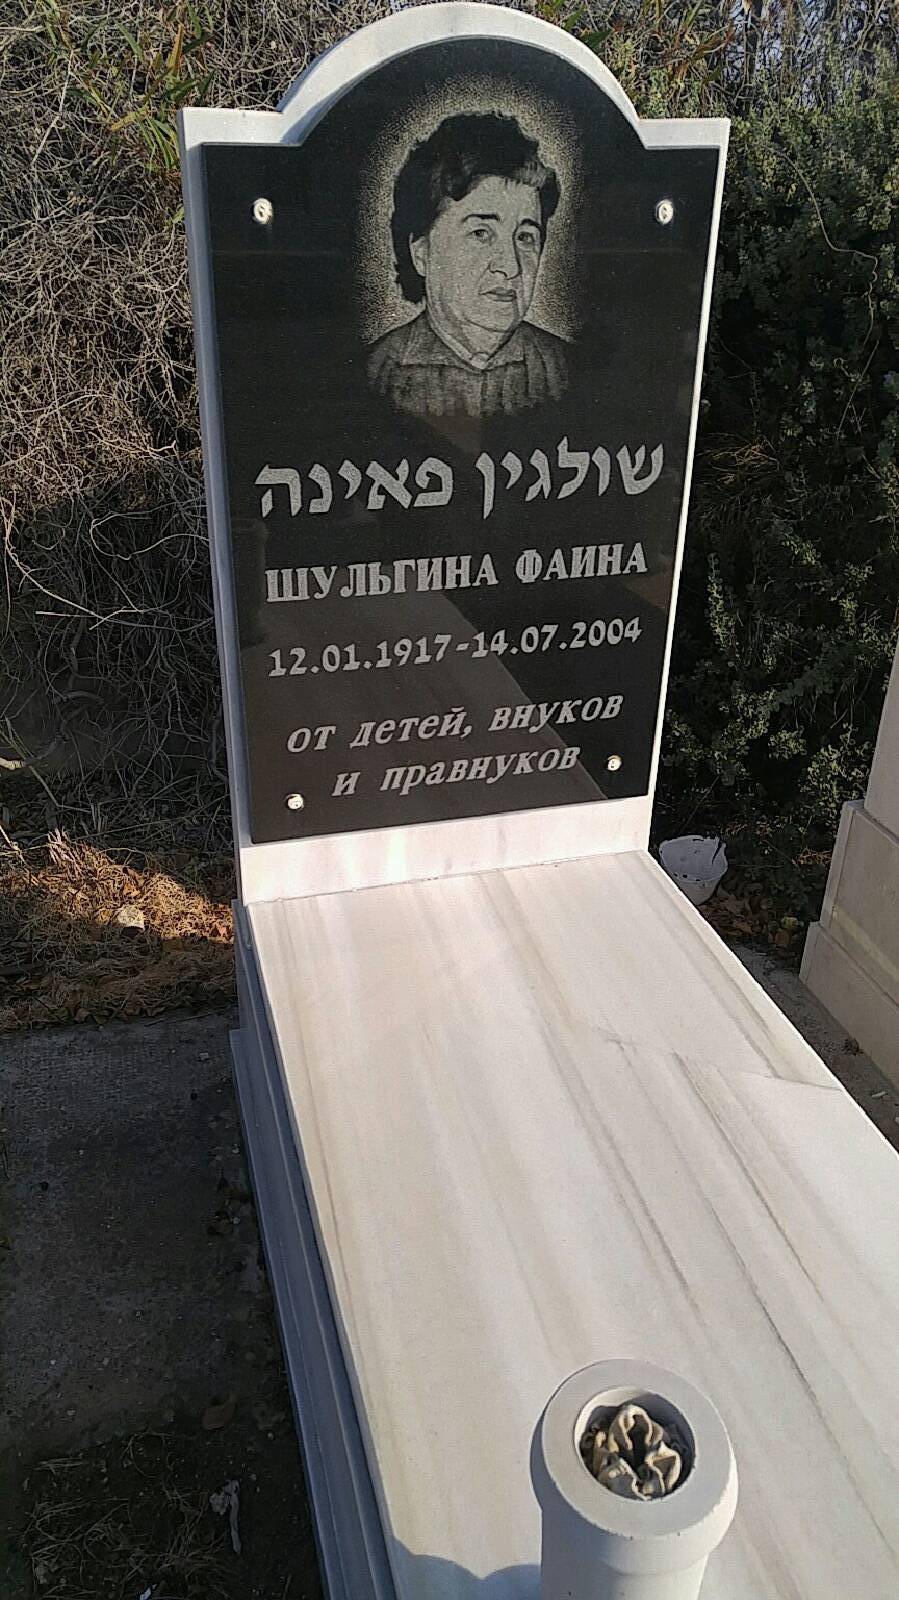 שולגין פאינה
ШУЛЬГИНА ФАИНА
12.01.1917-14.07.2004
от детей, внуков
и правнуков